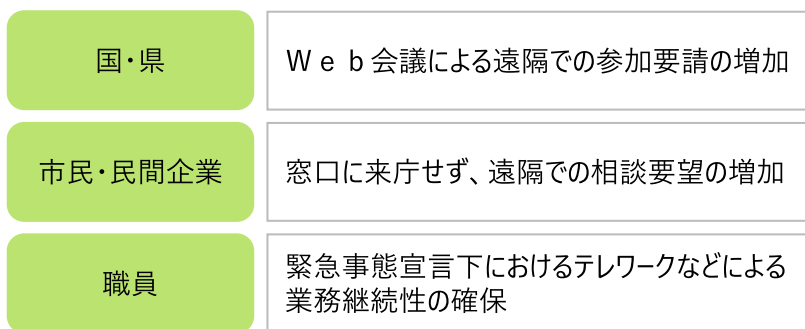 国・県
Ｗｅｂ会議による遠隔での参加要請の増加
市民・民間企業
窓口に来庁せず、遠隔での相談要望の増加
職員
緊急事態宣言下におけるテレワークなどによる
業務継続性の確保